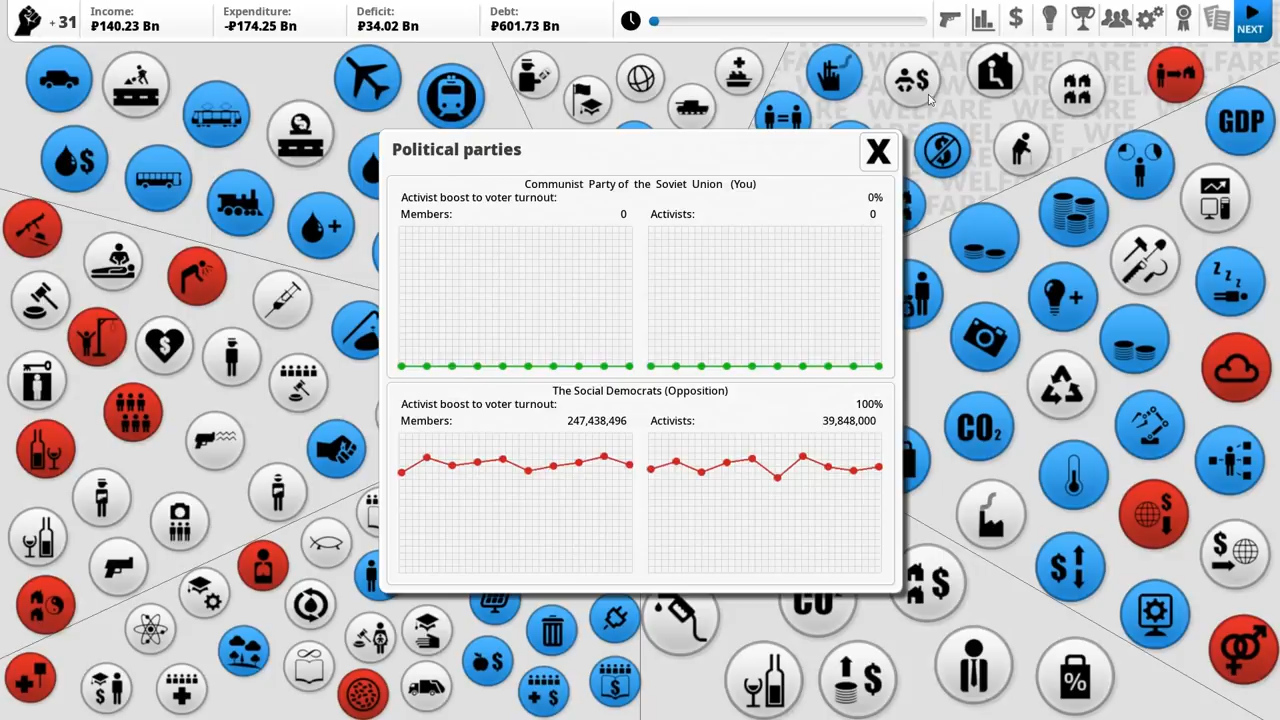 + 31
Income:
₽140.23 Bn
Expenditure:
-₽174.25 Bn
Deficit:
₽34.02 Bn
Debt:
₽601.73 Bn
NEXT
WELFARE
GDP
Political parties
X
Communist Party of the Soviet Union (You)
Activist boost to voter turnout: 0%
Members: 0 Activists: 0
The Social Democrats (Opposition)
Activist boost to voter turnout: 100%
Members: 247,438,496 Activists: 39,848,000
Z Z Z
CO₂
CO₂